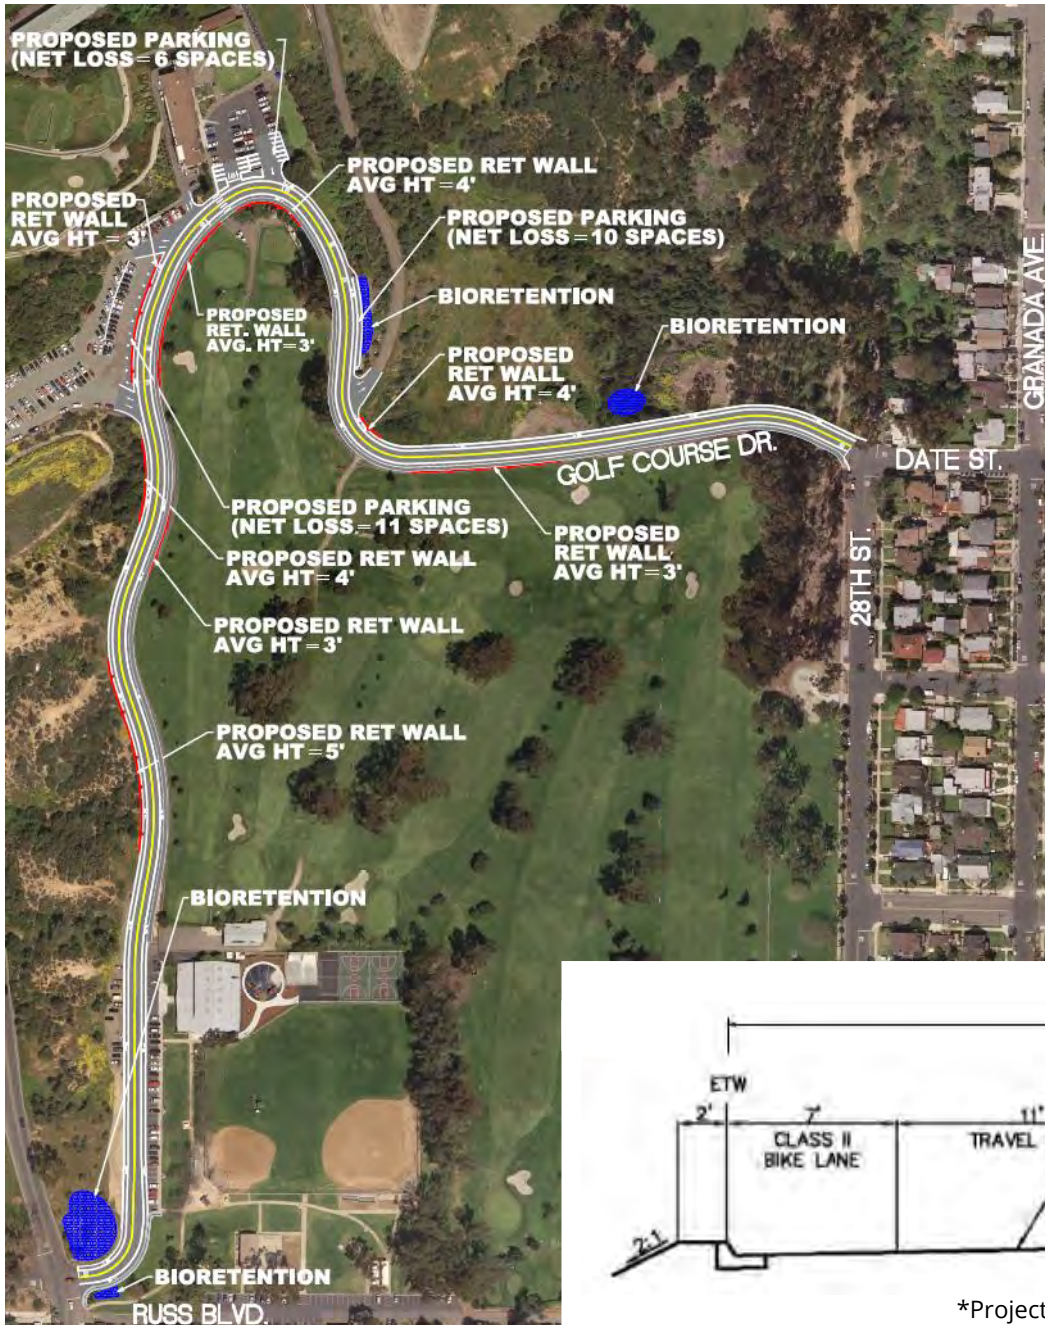 PROPOSED PARKING
(NET LOSS=6 SPACES)
PROPOSED RET WALL
AVG HT=4'
PROPOSED
RET WALL
AVG HT=3'
PROPOSED PARKING
(NET LOSS=10 SPACES)
BIORETENTION
PROPOSED
RET. WALL
AVG. HT=3'
BIORETENTION
PROPOSED
RET WALL
AVG HT=4'
GRANADA AVE.
GOLF COURSE DR.
DATE ST.
PROPOSED PARKING
(NET LOSS=11 SPACES)
PROPOSED
RET WALL
AVG HT=3'
28TH ST.
PROPOSED RET WALL
AVG HT=4'
PROPOSED RET WALL
AVG HT=3'
PROPOSED RET WALL
AVG HT=5'
BIORETENTION
ETW
2'
7'
11'
CLASS II
BIKE LANE
TRAVEL
2:1
BIORETENTION
RUSS BLVD.
*Project